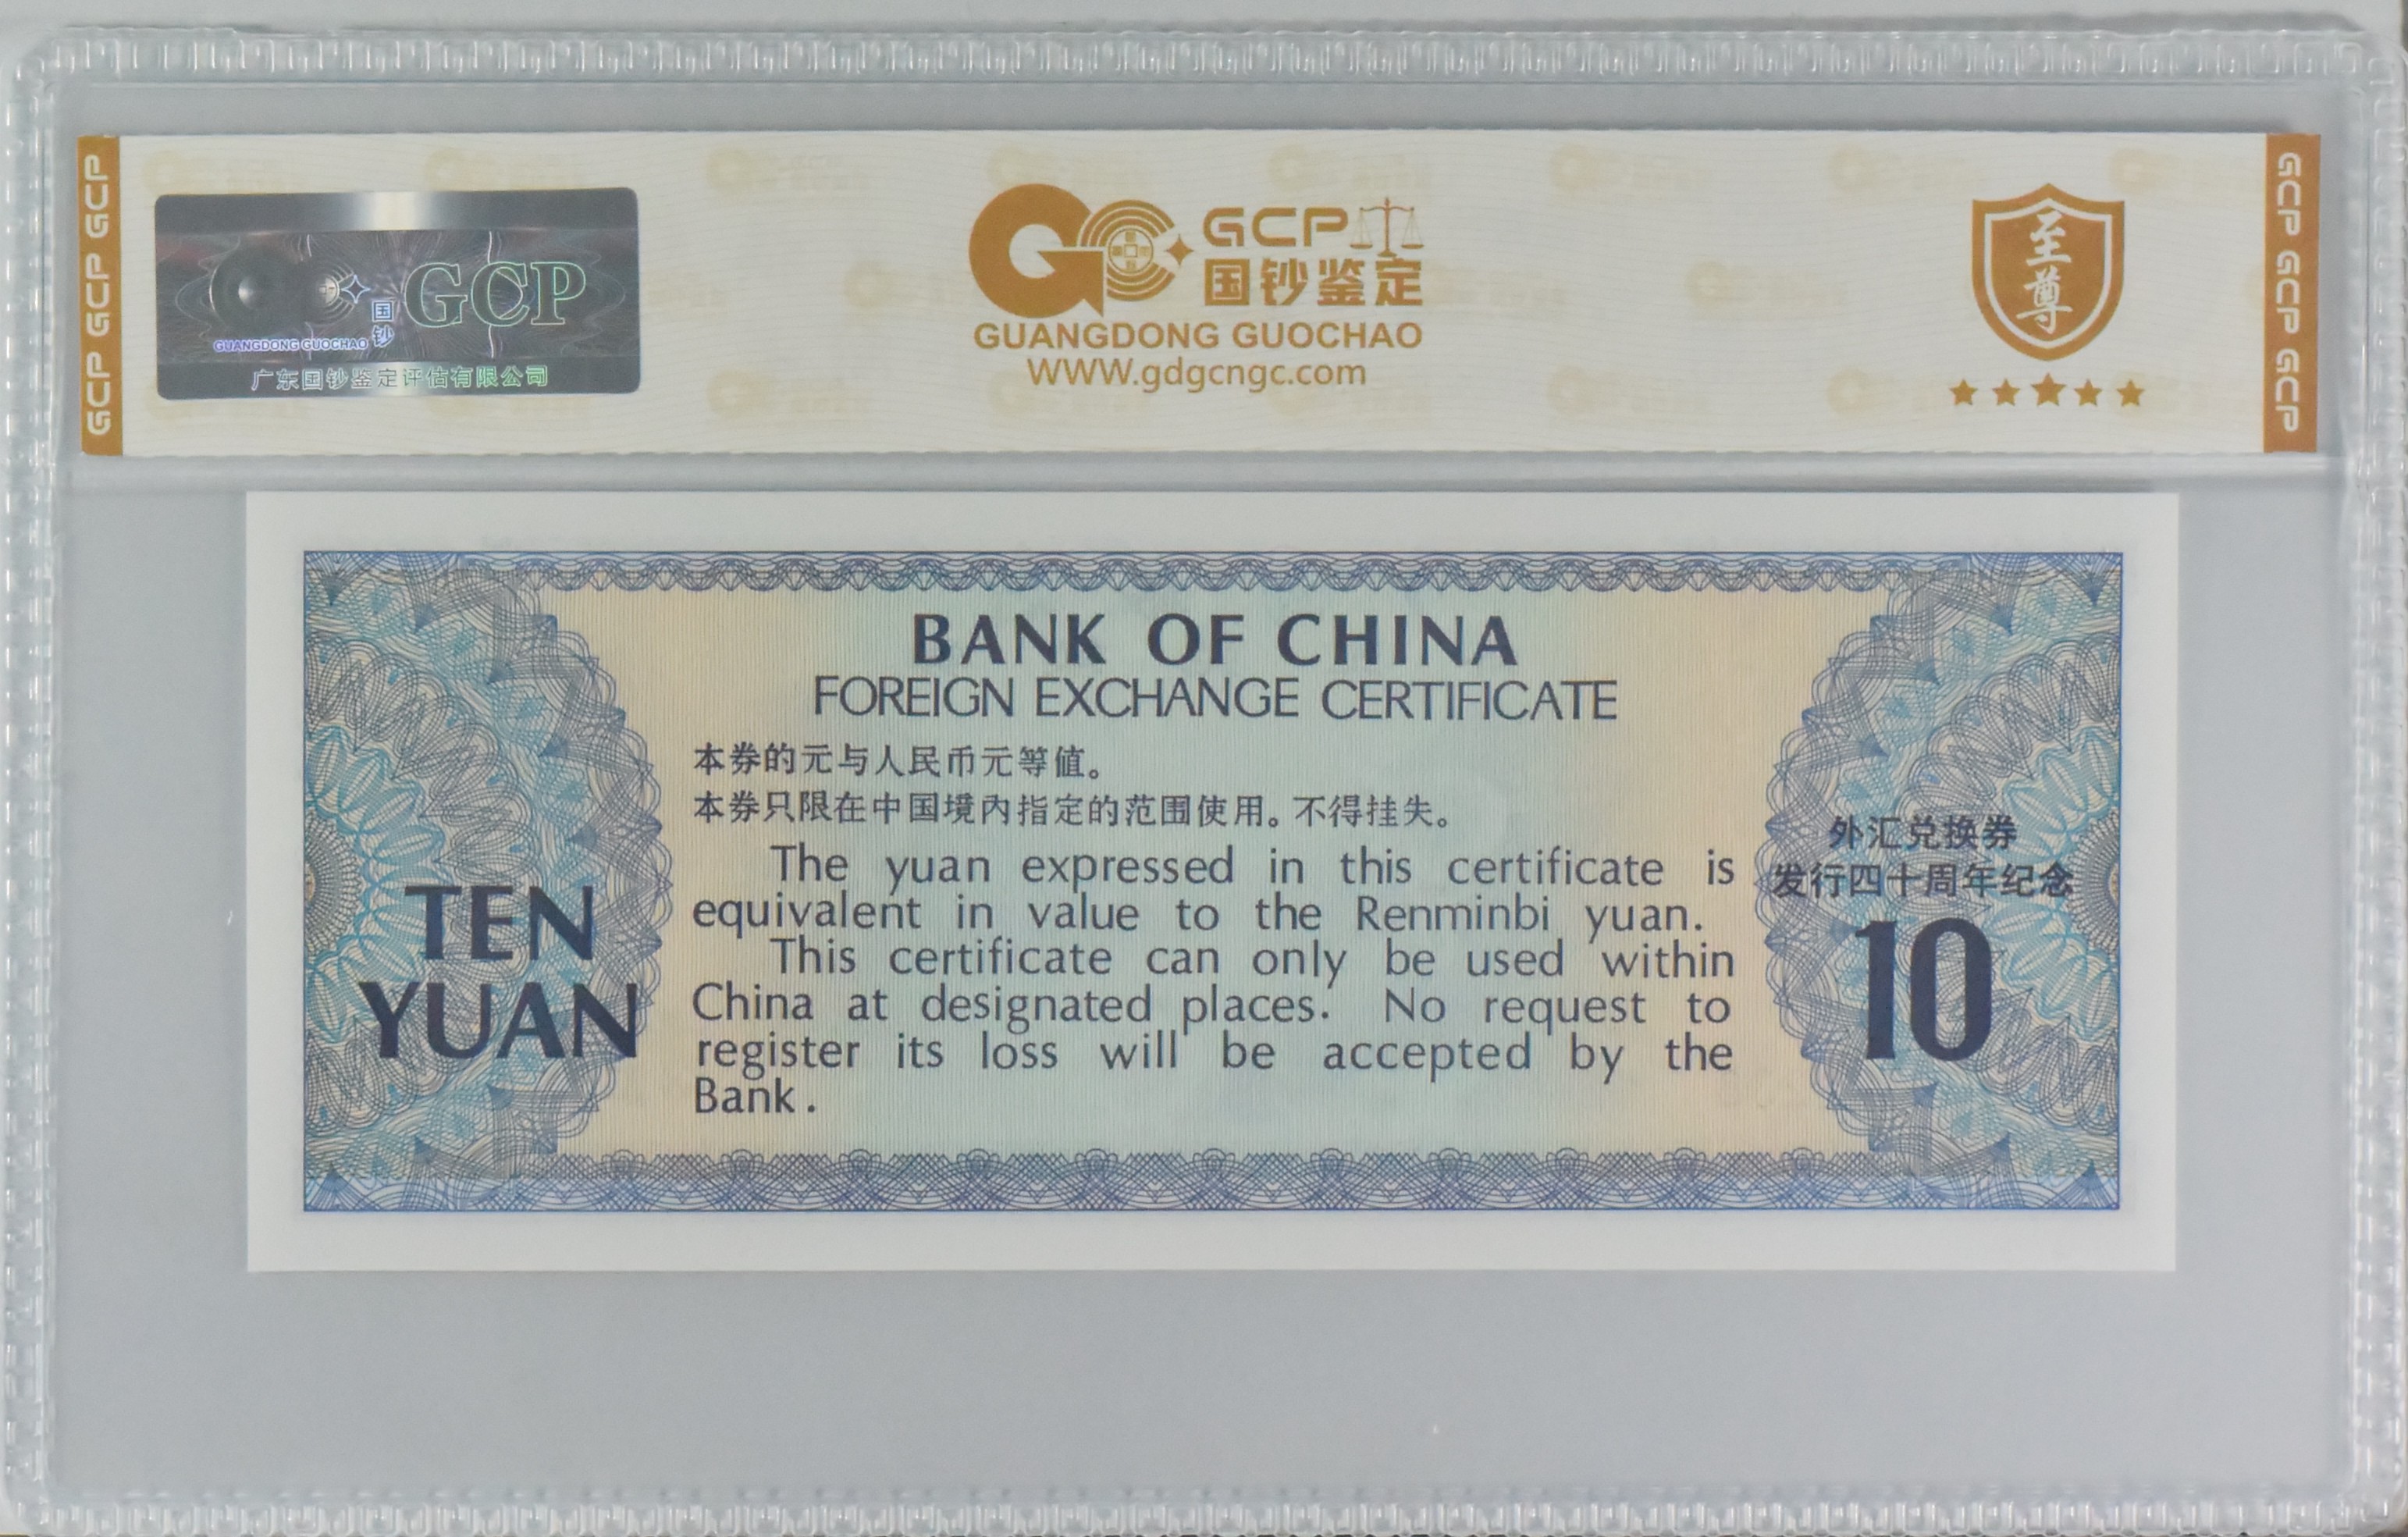 GCP GCP GCP
国钞
GCP
GUANGDONG GUOCHAO
广东国钞鉴定评估有限公司
GCP
国钞鉴定
GUANGDONG GUOCHAO
WWW.gdgcngc.com
至尊
GCP GCP GCP
BANK OF CHINA
FOREIGN EXCHANGE CERTIFICATE
本券的元与人民币元等值。
本券只限在中国境内指定的范围使用。不得挂失。
The yuan expressed in this certificate is
equivalent in value to the Renminbi yuan.
This certificate can only be used within
China at designated places. No request to
register its loss will be accepted by the
Bank.
TEN
YUAN
外汇兑换券
发行四十周年纪念
10